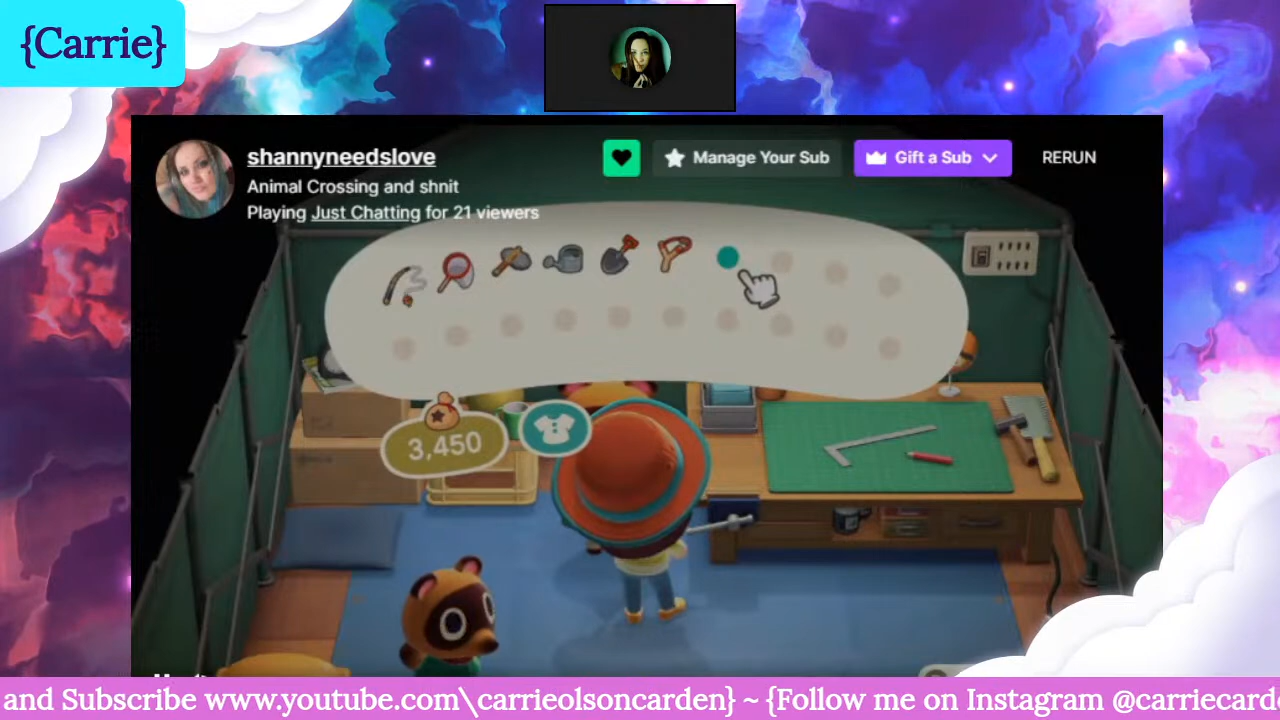 {Carrie}
shannyneedslove
Manage Your Sub
Gift a Sub
RERUN
Animal Crossing and shnit
Playing Just Chatting for 21 viewers
3,450
and Subscribe www.youtube.com\carrieolsoncarden} ~ {Follow me on Instagram @carriecard